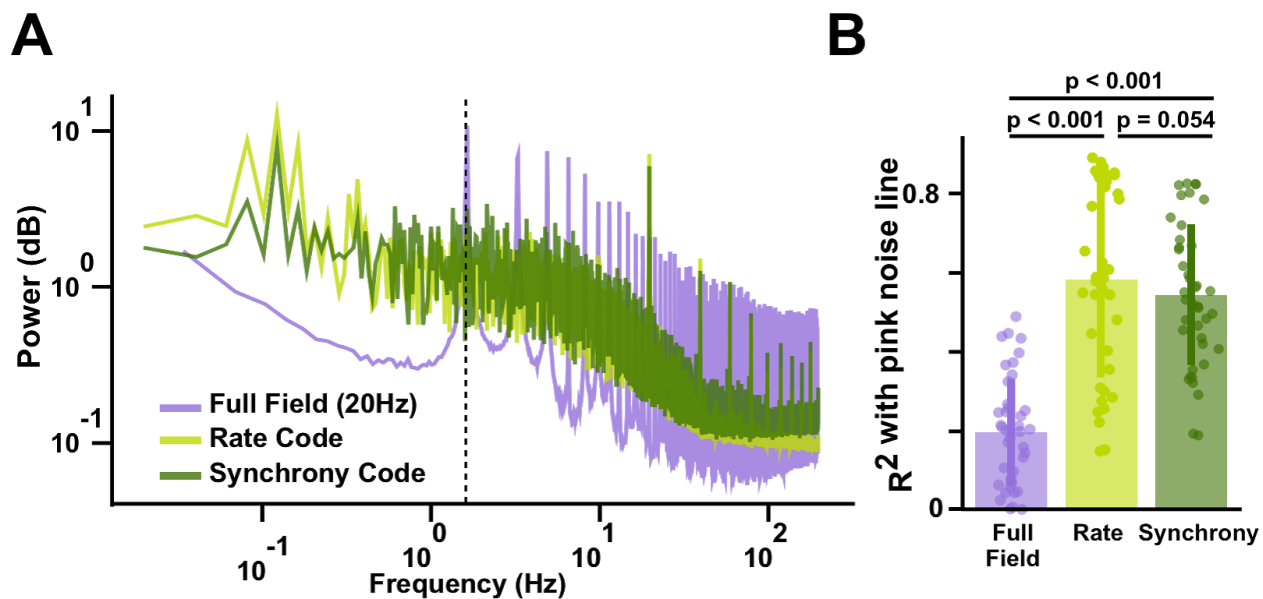 A
B
Power (dB)
10 1
10 0
10 -1
Full Field (20Hz)
Rate Code
Synchrony Code
10 -1
10 0
10 1
10 2
Frequency (Hz)
p < 0.001
p < 0.001
p = 0.054
R2 with pink noise line
0.8
0
Full
Field
Rate
Synchrony